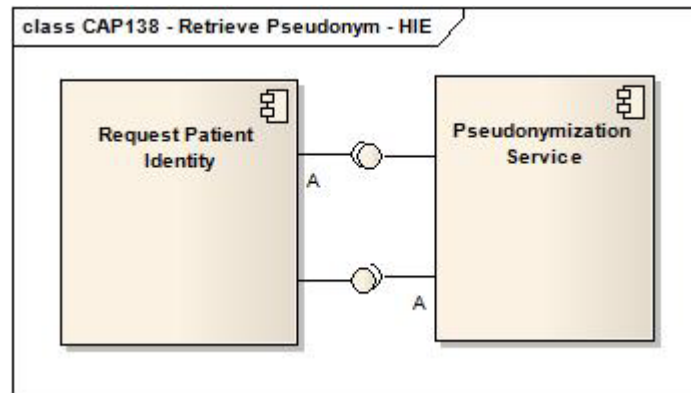 class CAP138 - Retrieve Pseudonym - HIE
Request Patient
Identity
Pseudonymization
Service
A
A